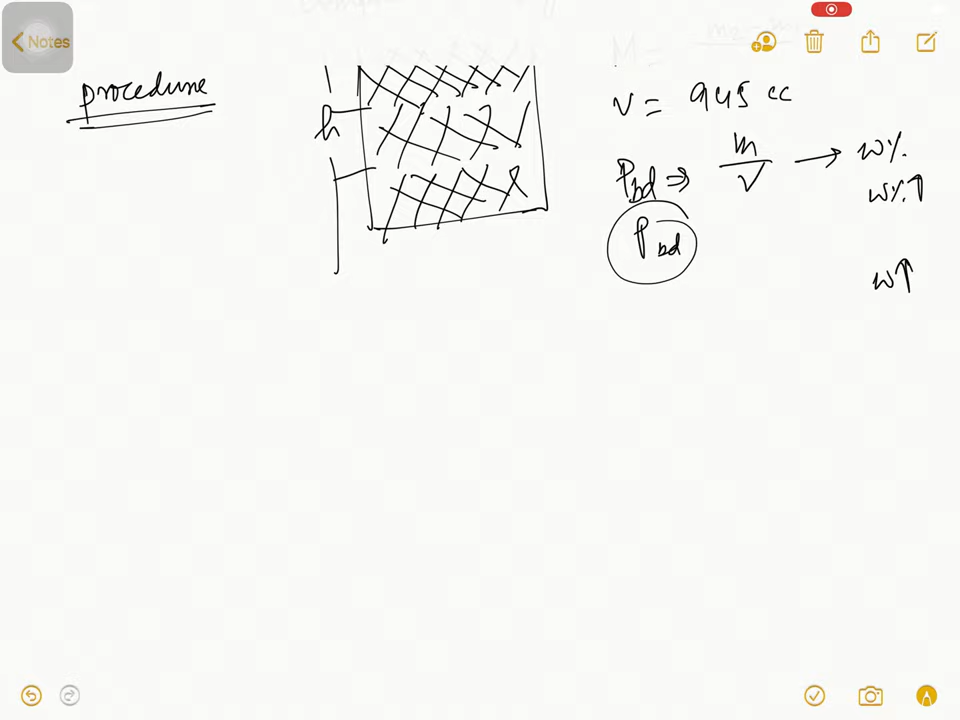 Notes
procedure
h
V = 945 cc
ρbd ⇒ m/V → w%
w%↑
ρbd
w↑